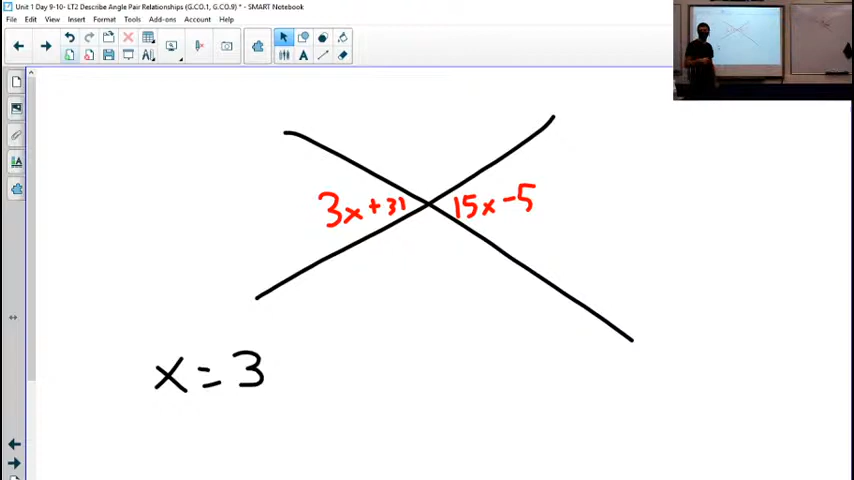 Unit 1 Day 9-10- LT2 Describe Angle Pair Relationships (G.CO.1, G.CO.9) * - SMART Notebook
File Edit View Insert Format Tools Add-ons Account Help
3x+31 15x-5
x=3